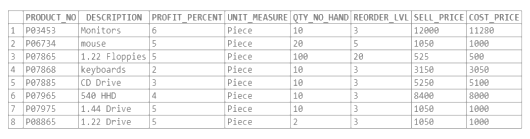 PRODUCT_NO DESCRIPTION PROFIT_PERCENT UNIT_MEASURE QTY_NO_HAND REORDER_LVL SELL_PRICE COST_PRICE
1 P03453 Monitors 6 Piece 10 3 12000 11280
2 P06734 mouse 5 Piece 20 5 1050 1000
3 P07865 1.22 Floppies 5 Piece 100 20 525 500
4 P07868 keyboards 2 Piece 10 3 3150 3050
5 P07885 CD Drive 3 Piece 10 3 5250 5100
6 P07965 540 HHD 4 Piece 10 3 8400 8000
7 P07975 1.44 Drive 5 Piece 10 3 1050 1000
8 P08865 1.22 Drive 5 Piece 2 3 1050 1000